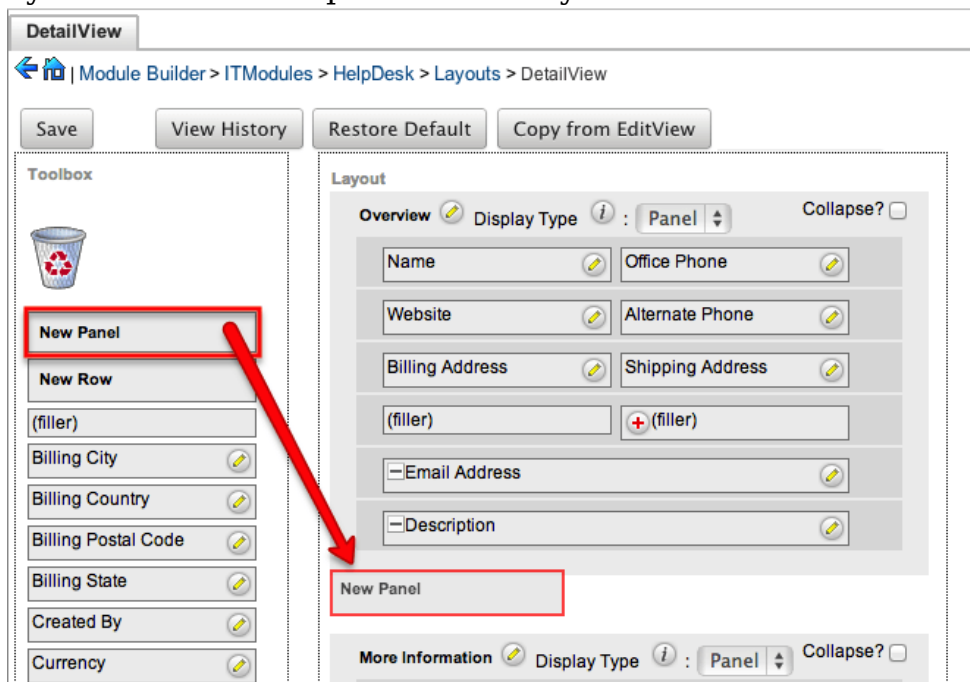 DetailView
| Module Builder > ITModules > HelpDesk > Layouts > DetailView
Save View History Restore Default Copy from EditView
Toolbox
Layout
Overview Display Type i : Panel Collapse?
Name Office Phone
Website Alternate Phone
Billing Address Shipping Address
(filler) (filler)
Email Address
Description
New Panel
More Information Display Type i : Panel Collapse?
New Panel
New Row
(filler)
Billing City
Billing Country
Billing Postal Code
Billing State
Created By
Currency